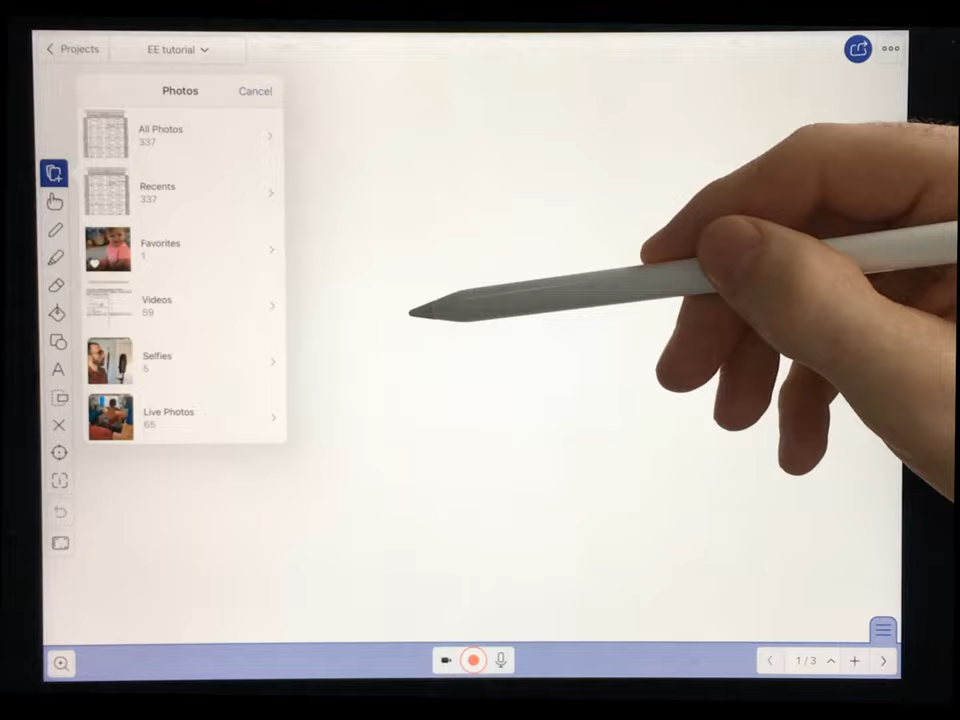 Projects
EE tutorial
Photos
Cancel
All Photos
337
Recents
337
Favorites
1
Videos
59
Selfies
5
Live Photos
65
A
1/3